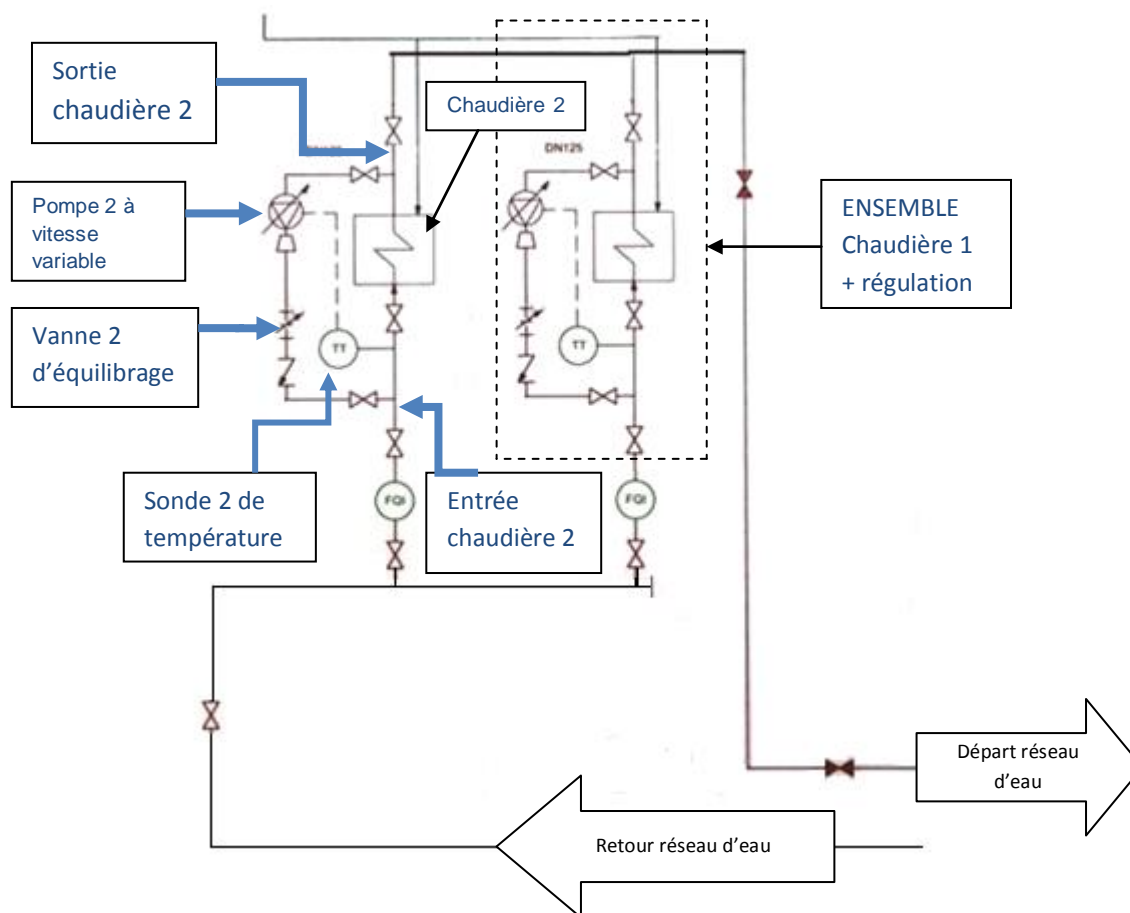 Sortie
chaudière 2
Chaudière 2
DN125
Pompe 2 à
vitesse
variable
ENSEMBLE
Chaudière 1
+ régulation
Vanne 2
d’équilibrage
TT
TT
Sonde 2 de
température
FQI
Entrée
chaudière 2
FQI
Départ réseau
d’eau
Retour réseau d’eau